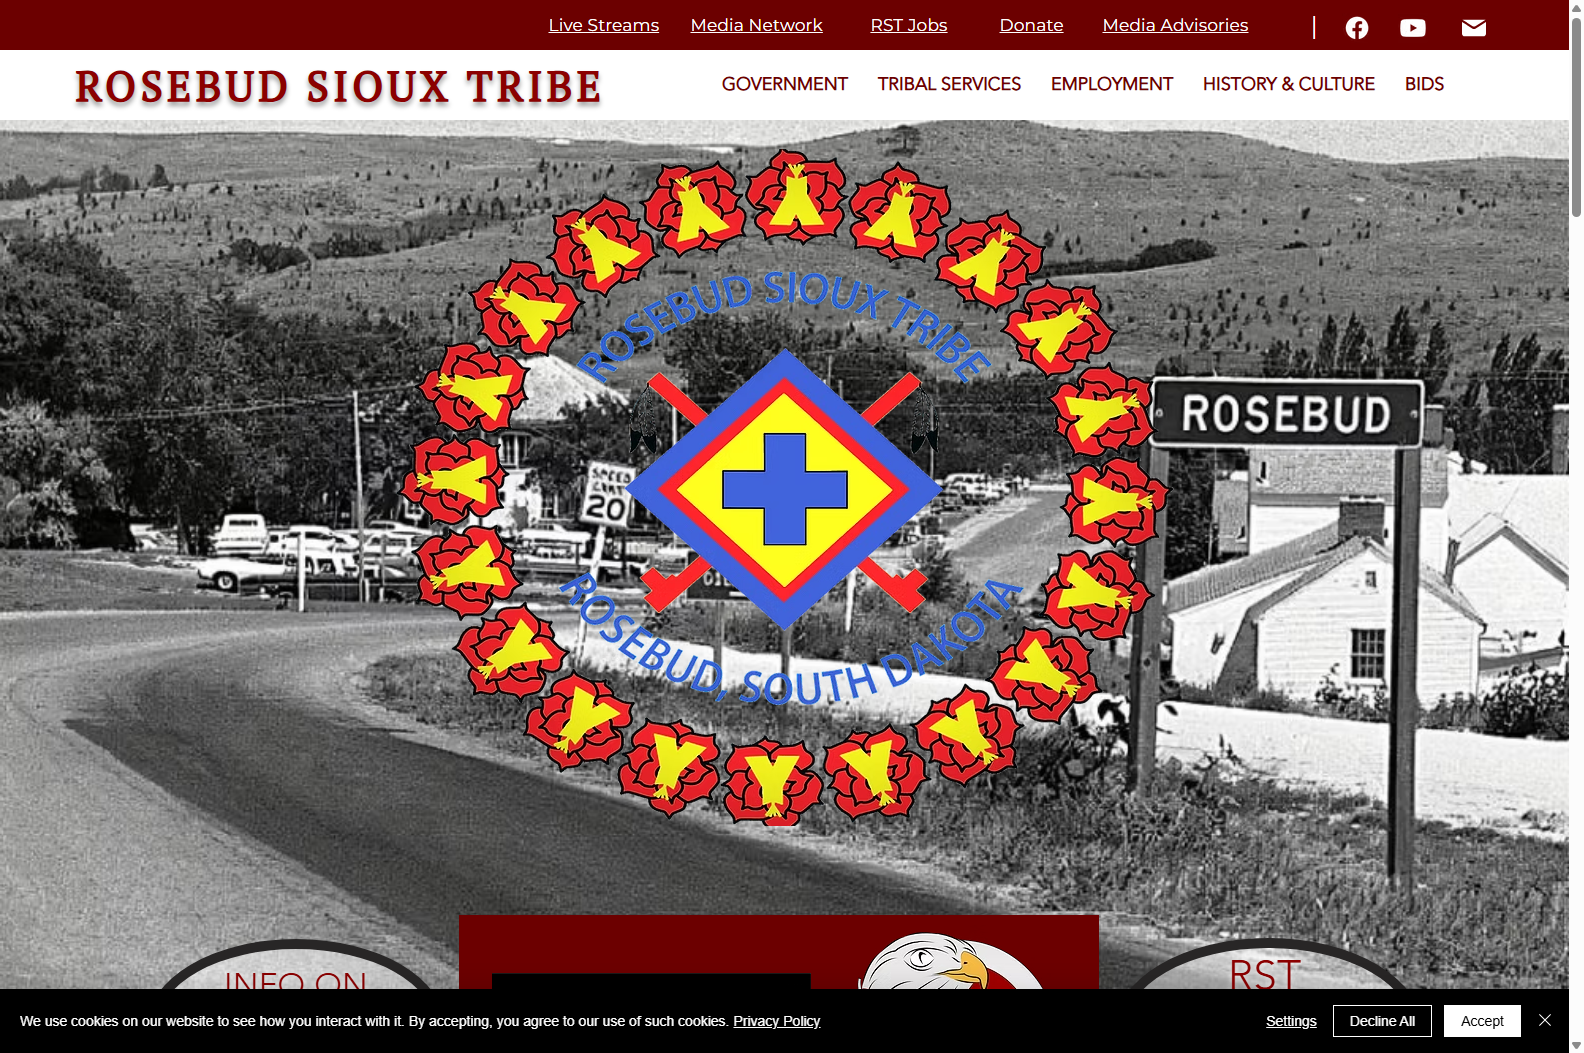 Live Streams Media Network RST Jobs Donate Media Advisories
ROSEBUD SIOUX TRIBE
GOVERNMENT TRIBAL SERVICES EMPLOYMENT HISTORY & CULTURE BIDS
ROSEBUD SIOUX TRIBE
ROSEBUD
SPEED
20
ROSEBUD, SOUTH DAKOTA
INFO ON
RST
We use cookies on our website to see how you interact with it. By accepting, you agree to our use of such cookies. Privacy Policy
Settings Decline All Accept